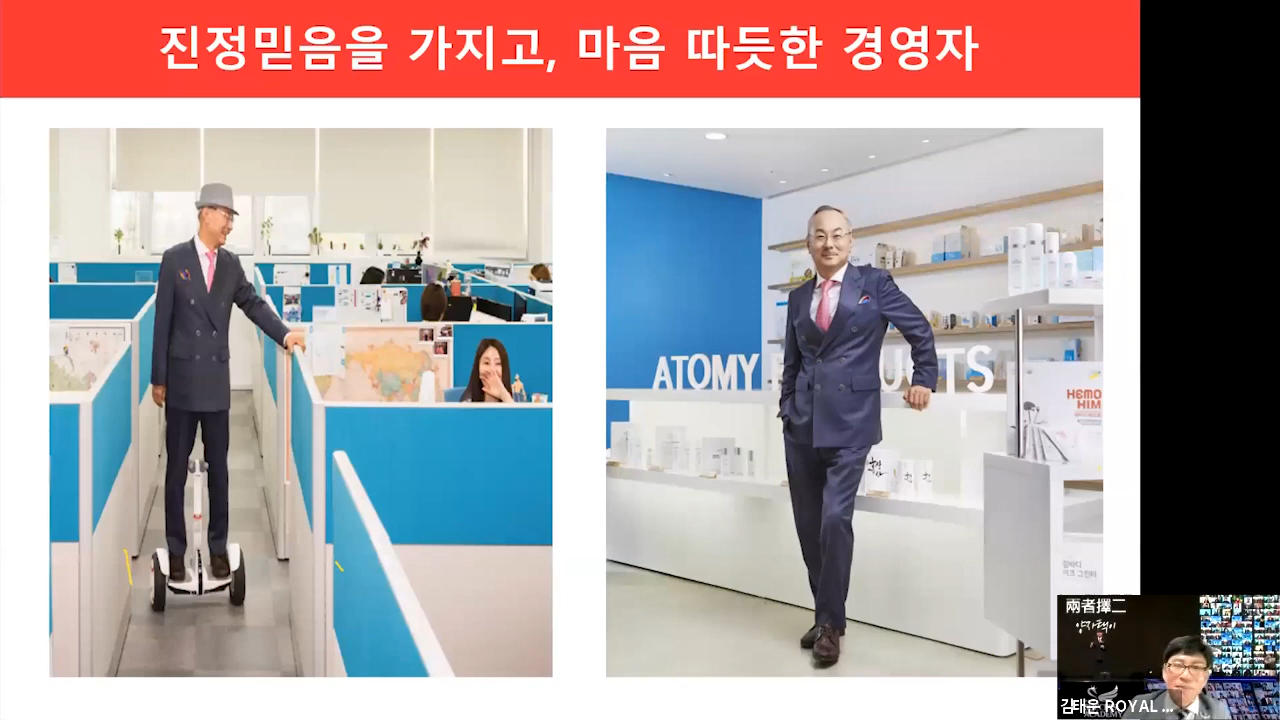 진정믿음을 가지고, 마음 따듯한 경영자
ATOMY
HEMO
HIM
兩者擇二
양자택이
김태운 ROYAL ...